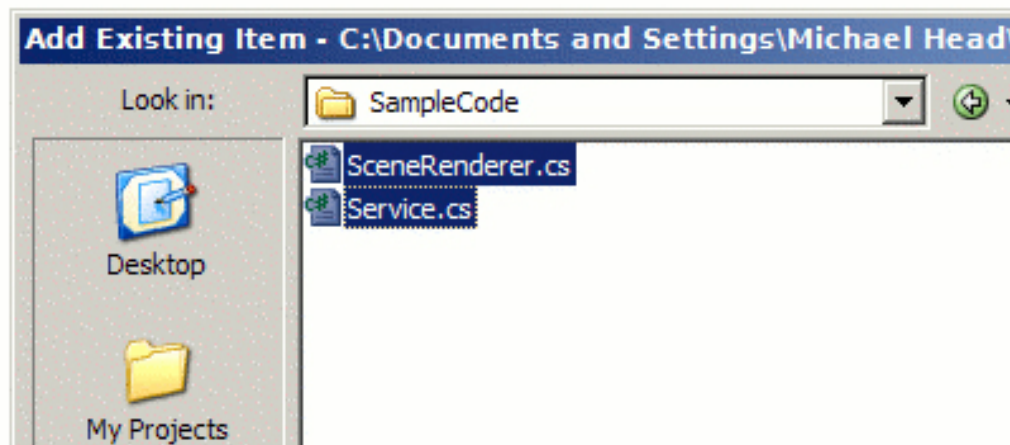 Add Existing Item - C:\Documents and Settings\Michael Head\
Look in:
SampleCode
SceneRenderer.cs
Service.cs
Desktop
My Projects